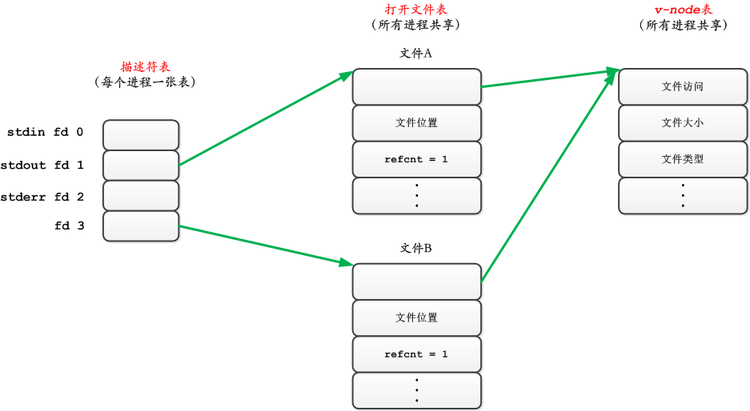 描述符表
(每个进程一张表)
stdin fd 0
stdout fd 1
stderr fd 2
fd 3
打开文件表
(所有进程共享)
文件A
文件位置
refcnt = 1
文件B
文件位置
refcnt = 1
v-node表
(所有进程共享)
文件访问
文件大小
文件类型